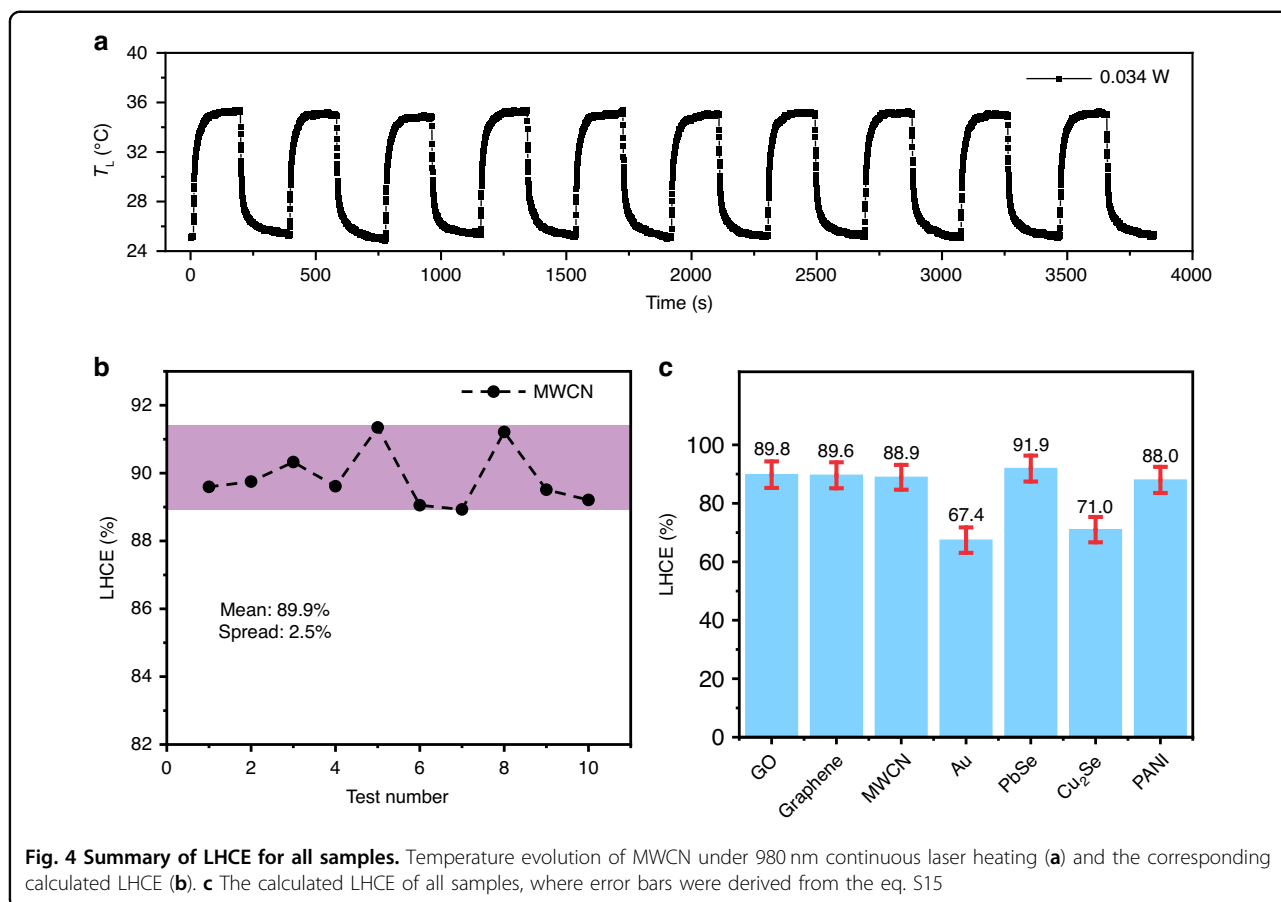 a
40
36
32
28
24
T_L (°C)
0.034 W
0 500 1000 1500 2000 2500 3000 3500 4000
Time (s)
b
92
90
88
86
84
82
LHCE (%)
MWCN
Mean: 89.9%
Spread: 2.5%
0 2 4 6 8 10
Test number
c
100
80
60
40
20
0
LHCE (%)
89.8 89.6 88.9 67.4 91.9 71.0 88.0
GO Graphene MWCN Au PbSe Cu₂Se PANI
Fig. 4 Summary of LHCE for all samples. Temperature evolution of MWCN under 980 nm continuous laser heating (a) and the corresponding
calculated LHCE (b). c The calculated LHCE of all samples, where error bars were derived from the eq. S15